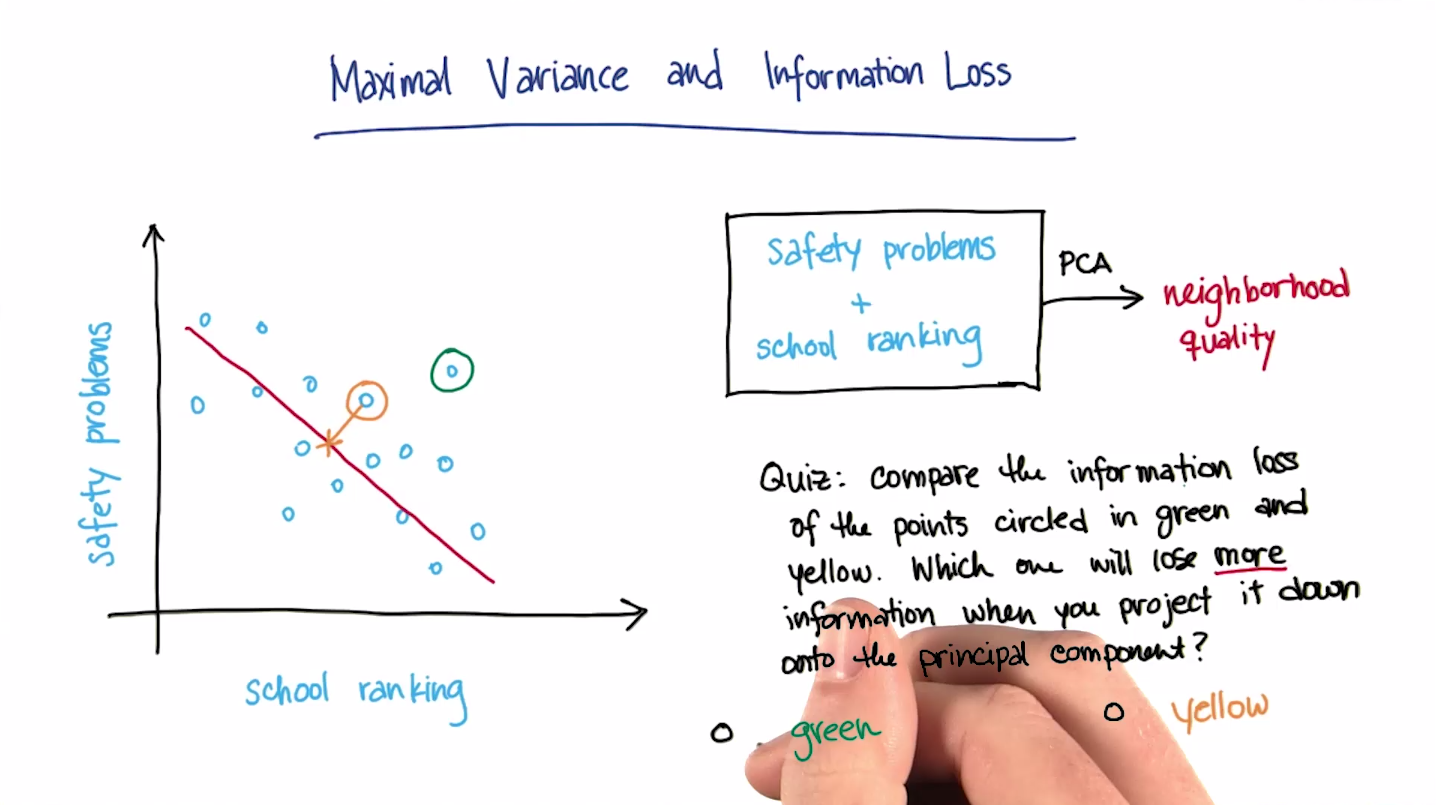 Maximal Variance and Information Loss
safety problems
school ranking
safety problems
+
school ranking
PCA
neighborhood
quality
Quiz: compare the information loss
of the points circled in green and
yellow. Which one will lose more
information when you project it down
onto the principal component?
green
yellow